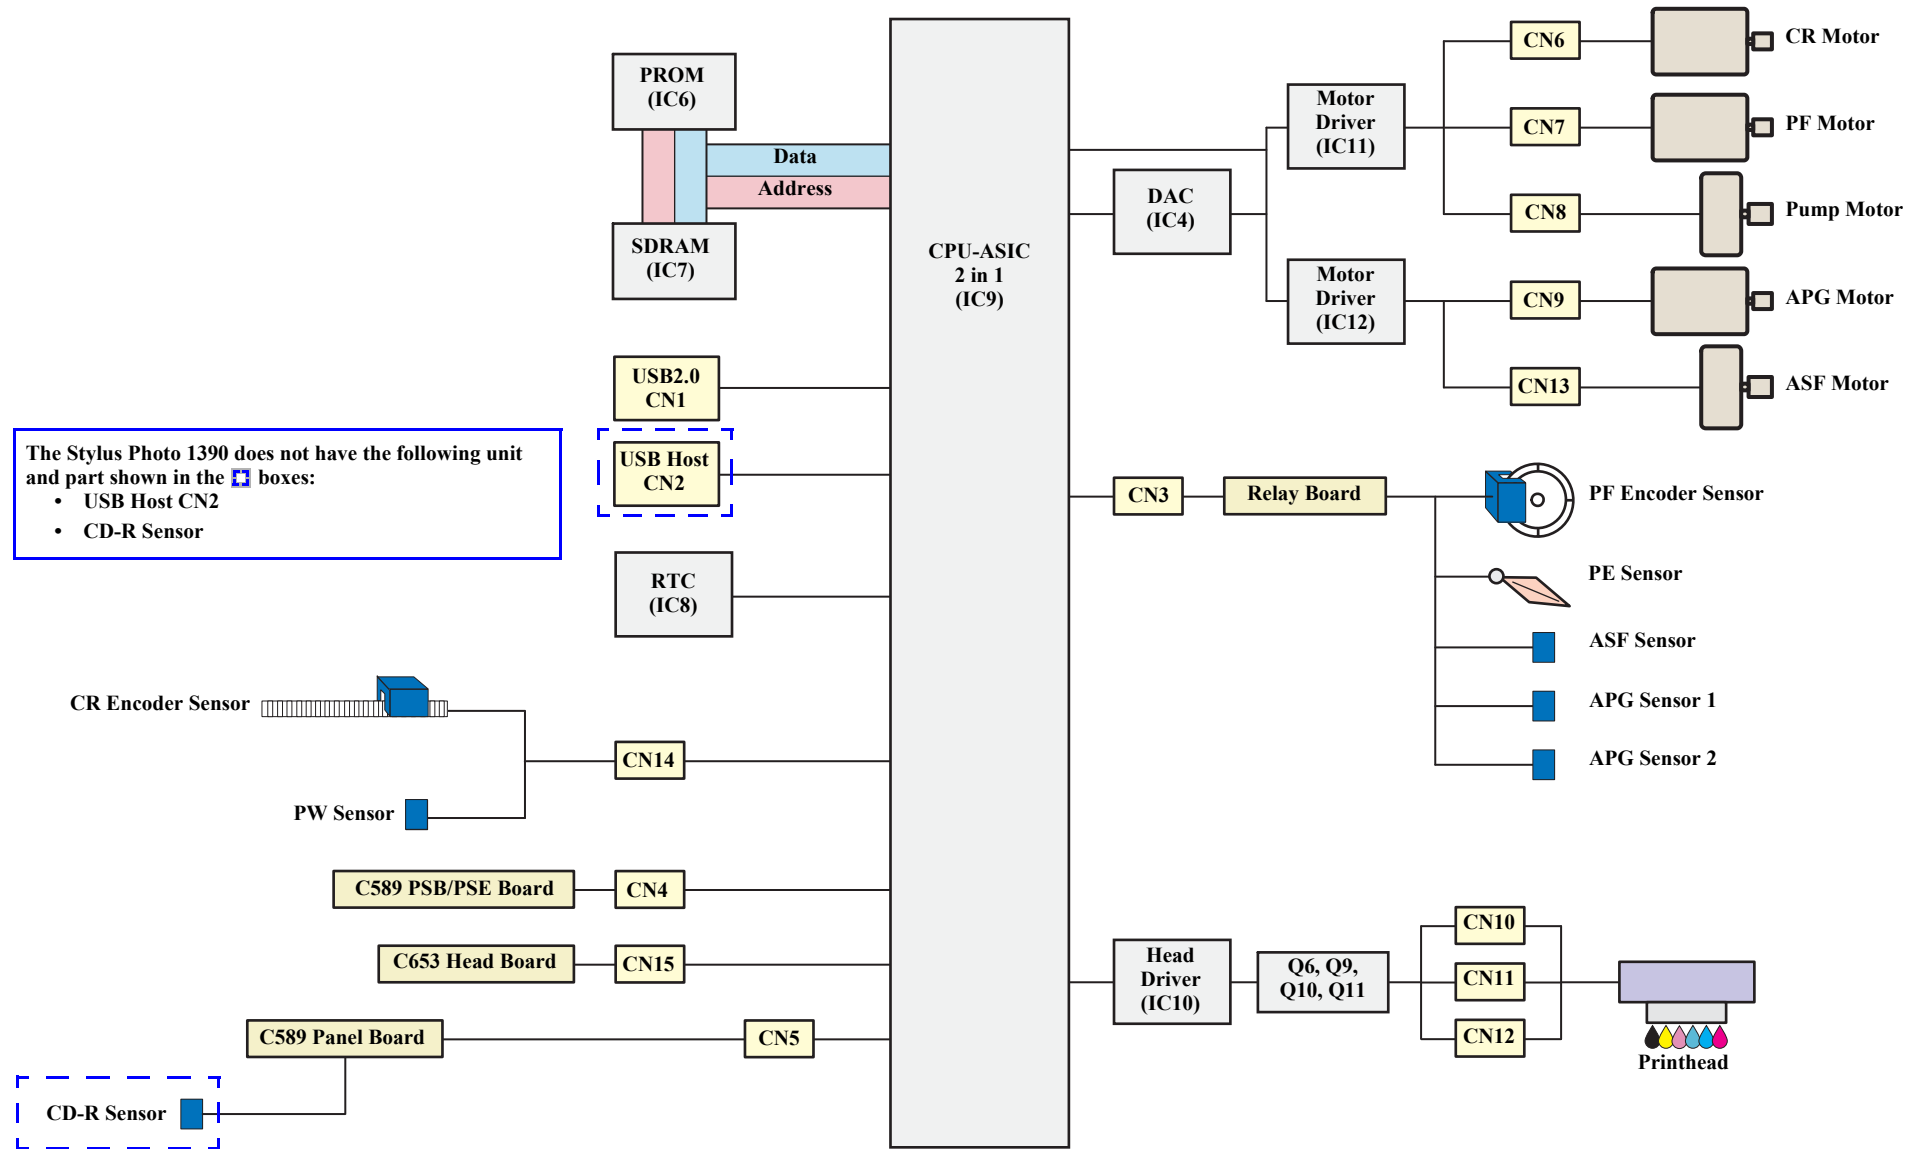 PROM
(IC6)
Data
Address
SDRAM
(IC7)
USB2.0
CN1
USB Host
CN2
The Stylus Photo 1390 does not have the following unit
and part shown in the boxes:
• USB Host CN2
• CD-R Sensor
RTC
(IC8)
CR Encoder Sensor
CN14
PW Sensor
C589 PSB/PSE Board
CN4
C653 Head Board
CN15
C589 Panel Board
CN5
CD-R Sensor
CPU-ASIC
2 in 1
(IC9)
DAC
(IC4)
Motor
Driver
(IC11)
Motor
Driver
(IC12)
CN6
CR Motor
CN7
PF Motor
CN8
Pump Motor
CN9
APG Motor
CN13
ASF Motor
CN3
Relay Board
PF Encoder Sensor
PE Sensor
ASF Sensor
APG Sensor 1
APG Sensor 2
Head
Driver
(IC10)
Q6, Q9,
Q10, Q11
CN10
CN11
CN12
Printhead